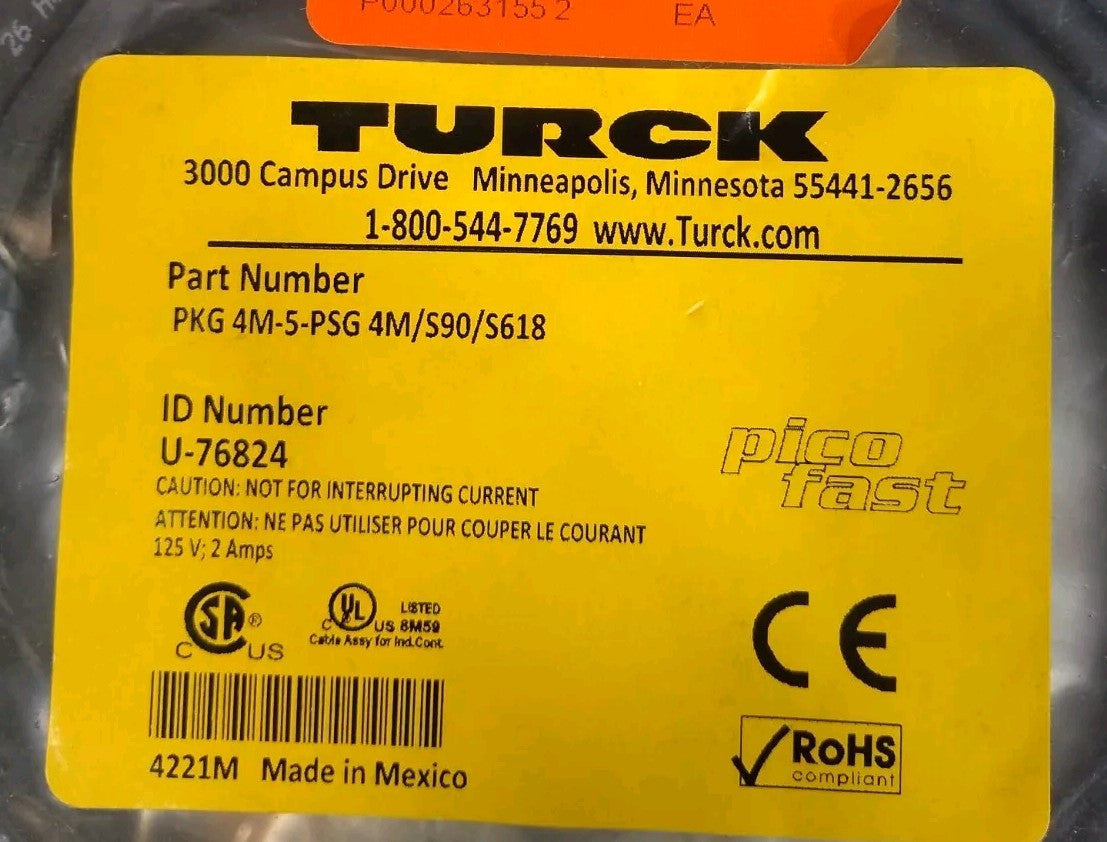 P000263155 2 EA
TURCK
3000 Campus Drive Minneapolis, Minnesota 55441-2656
1-800-544-7769 www.Turck.com
Part Number
PKG 4M-5-PSG 4M/S90/S618
ID Number
U-76824
pico
fast
CAUTION: NOT FOR INTERRUPTING CURRENT
ATTENTION: NE PAS UTILISER POUR COUPER LE COURANT
125 V; 2 Amps
SA ®
C US
UL LISTED
C US 8M59
Cable Assy for Ind.Cont.
CE
4221M Made in Mexico
RoHS
compliant